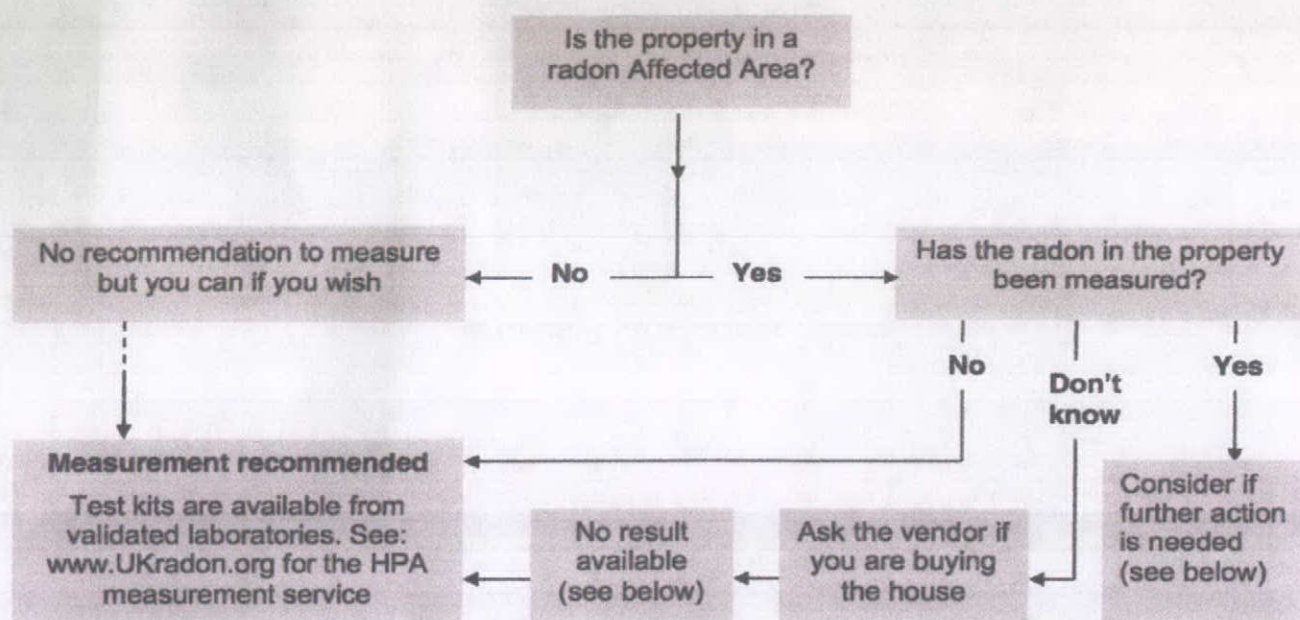 Is the property in a
radon Affected Area?
No recommendation to measure
but you can if you wish
No
Yes
Has the radon in the property
been measured?
No
Don't
know
Yes
Measurement recommended
Test kits are available from
validated laboratories. See:
www.UKradon.org for the HPA
measurement service
No result
available
(see below)
Ask the vendor if
you are buying
the house
Consider if
further action
is needed
(see below)